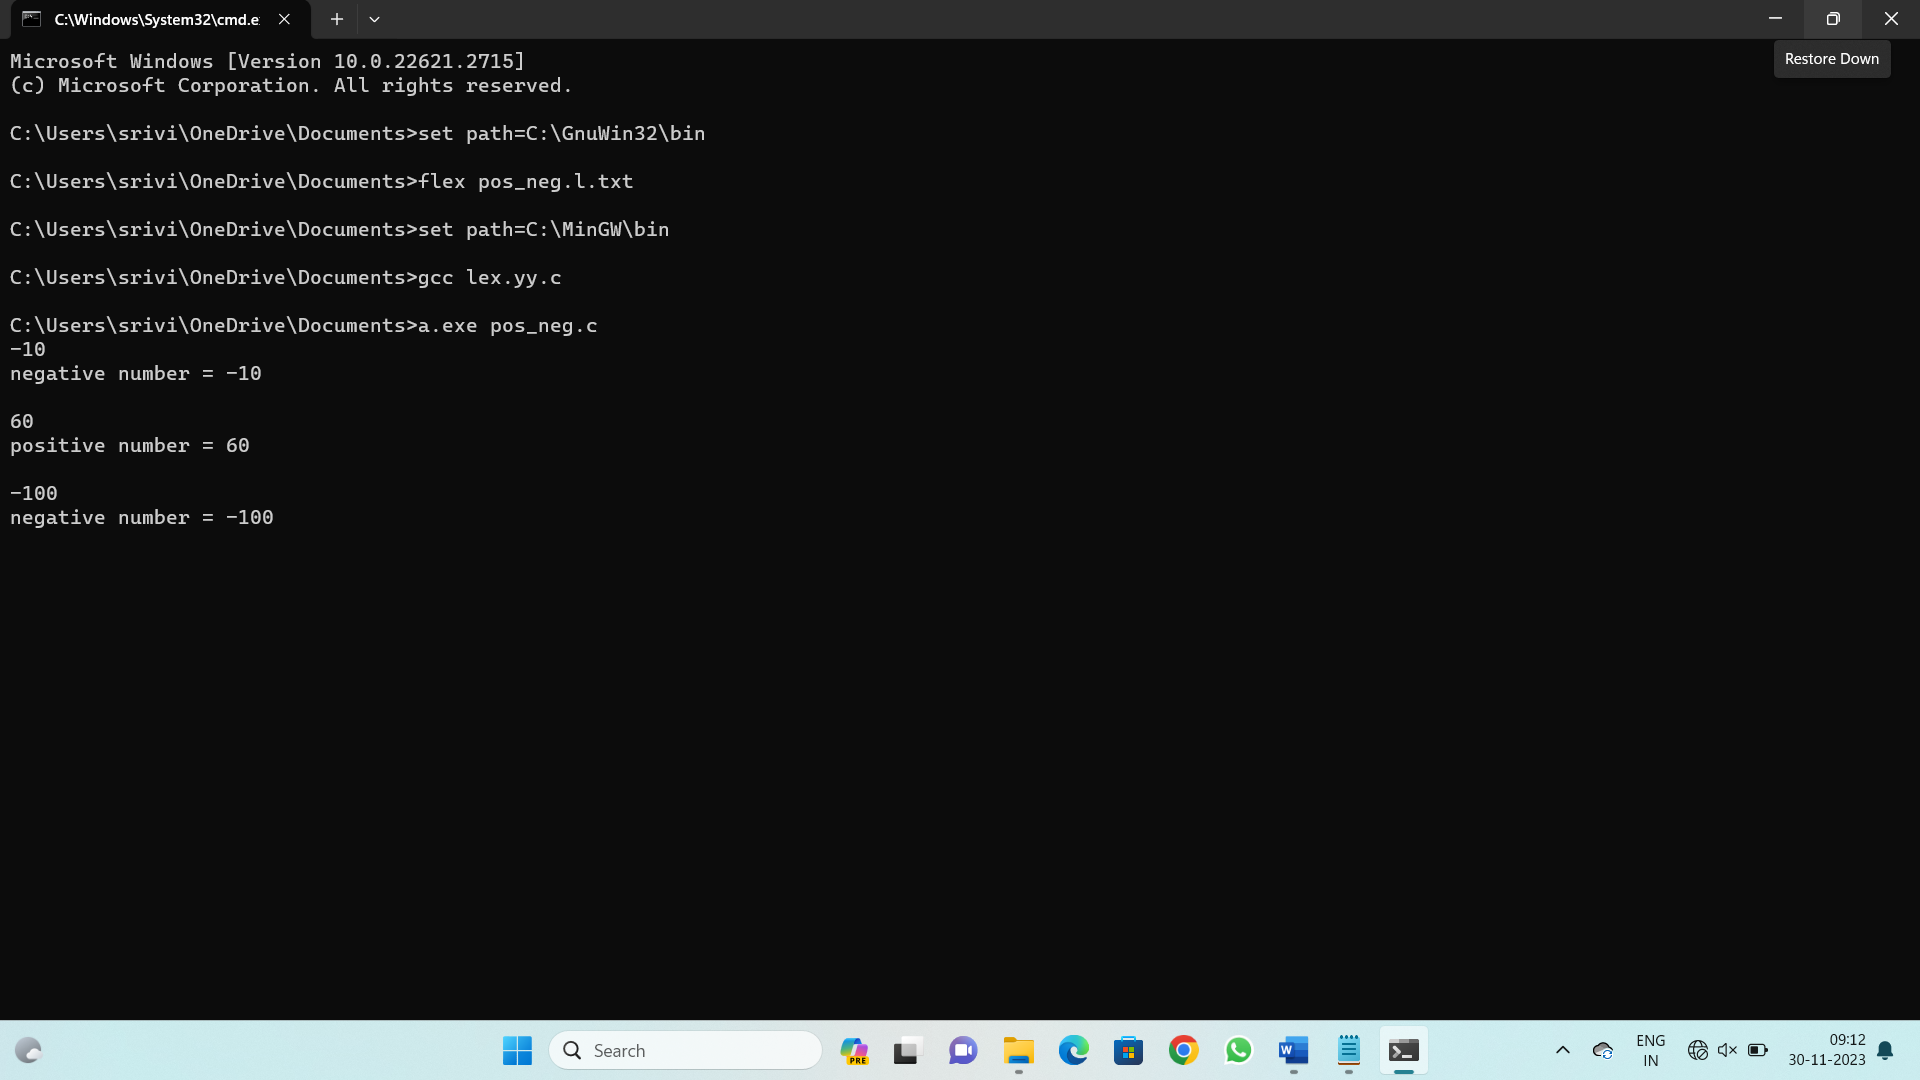 C:\Windows\System32\cmd.e
Restore Down
Microsoft Windows [Version 10.0.22621.2715]
(c) Microsoft Corporation. All rights reserved.
C:\Users\srivi\OneDrive\Documents>set path=C:\GnuWin32\bin
C:\Users\srivi\OneDrive\Documents>flex pos_neg.l.txt
C:\Users\srivi\OneDrive\Documents>set path=C:\MinGW\bin
C:\Users\srivi\OneDrive\Documents>gcc lex.yy.c
C:\Users\srivi\OneDrive\Documents>a.exe pos_neg.c
-10
negative number = -10
60
positive number = 60
-100
negative number = -100
Search
PRE
W
ENG
IN
09:12
30-11-2023